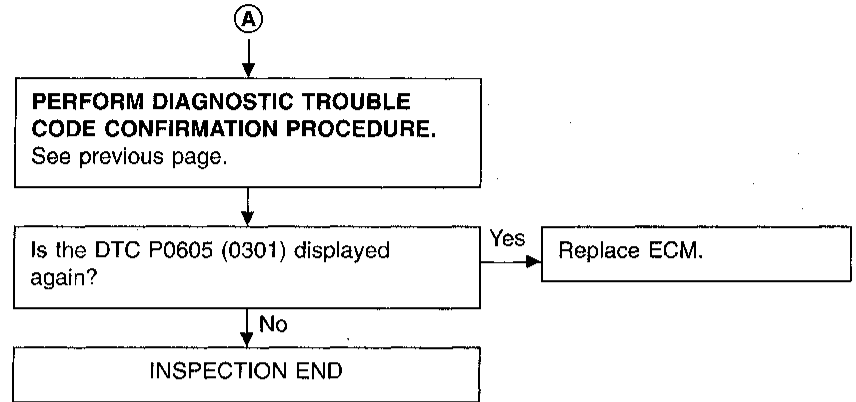 A
PERFORM DIAGNOSTIC TROUBLE
CODE CONFIRMATION PROCEDURE.
See previous page.
Is the DTC P0605 (0301) displayed
again?
Yes
Replace ECM.
No
INSPECTION END